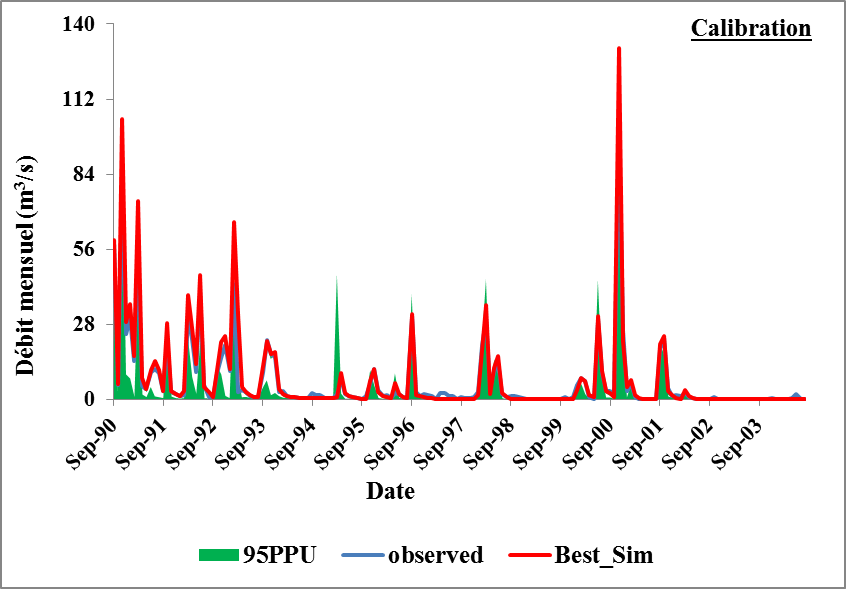 Calibration
Débit mensuel (m³/s)
140
112
84
56
28
0
Sep-90
Sep-91
Sep-92
Sep-93
Sep-94
Sep-95
Sep-96
Sep-97
Sep-98
Sep-99
Sep-00
Sep-01
Sep-02
Sep-03
Date
95PPU
observed
Best_Sim